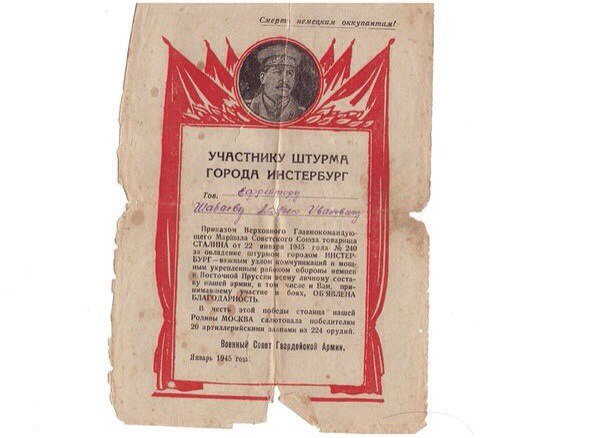 Смерть немецким оккупантам!
УЧАСТНИКУ ШТУРМА
ГОРОДА ИНСТЕРБУРГ
Тов. ефрейтору
Шабаеву Ивановичу
Приказом Верховного Главнокомандую-
щего Маршала Советского Союза товарища
СТАЛИНА от 22 января 1945 года № 240
за овладение штурмом городом ИНСТЕР-
БУРГ—важным узлом коммуникаций и мощ-
ным укрепленным районом обороны немцев
в Восточной Пруссии всему личному соста-
ву нашей армии, в том числе и Вам, при-
нимавшему участие в боях, ОБ'ЯВЛЕНА
БЛАГОДАРНОСТЬ.
В честь этой победы столица нашей
Родины МОСКВА салютовала победителям
20 артиллерийскими залпами из 224 орудий.
Военный Совет Гвардейской Армии.
Январь 1945 года.